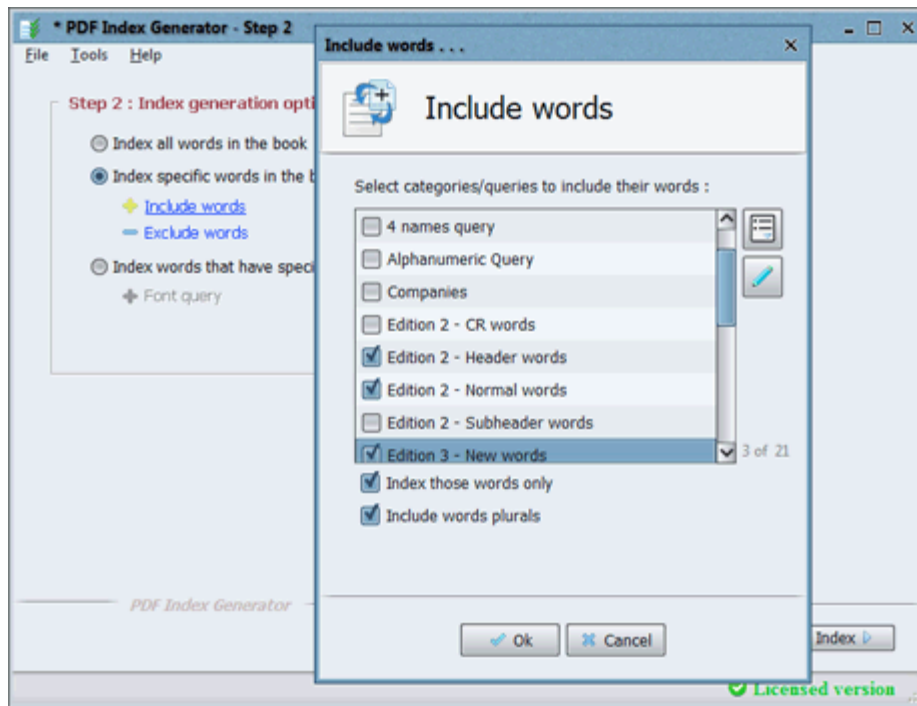 * PDF Index Generator - Step 2
File Tools Help
Step 2 : Index generation opti
Index all words in the book
Index specific words in the b
Include words
Exclude words
Index words that have speci
Font query
PDF Index Generator
Include words . . .
Include words
Select categories/queries to include their words :
4 names query
Alphanumeric Query
Companies
Edition 2 - CR words
Edition 2 - Header words
Edition 2 - Normal words
Edition 2 - Subheader words
Edition 3 - New words
3 of 21
Index those words only
Include words plurals
Ok Cancel
Index
Licensed version